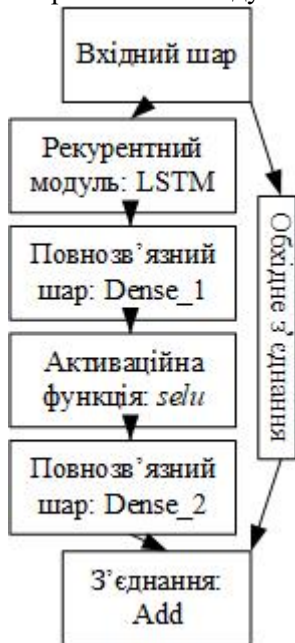 Вхідний шар
Рекурентний
модуль: LSTM
Повнозв’язний
шар: Dense_1
Активаційна
функція: selu
Повнозв’язний
шар: Dense_2
Обхідне з’єднання
З’єднання:
Add